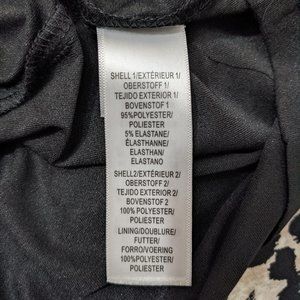 SHELL 1/EXTÉRIEUR 1/
OBERSTOFF 1/
TEJIDO EXTERIOR 1/
BOVENSTOF 1
95%POLYESTER/
POLIESTER
5% ELASTANE/
ÉLASTHANNE/
ELASTHAN/
ELASTANO
SHELL2/EXTÉRIEUR 2/
OBERSTOFF 2/
TEJIDO EXTERIOR 2/
BOVENSTOF 2
100%POLYESTER/
POLIESTER
LINING/DOUBLURE/
FUTTER/
FORRO/VOERING
100%POLYESTER/
POLIESTER